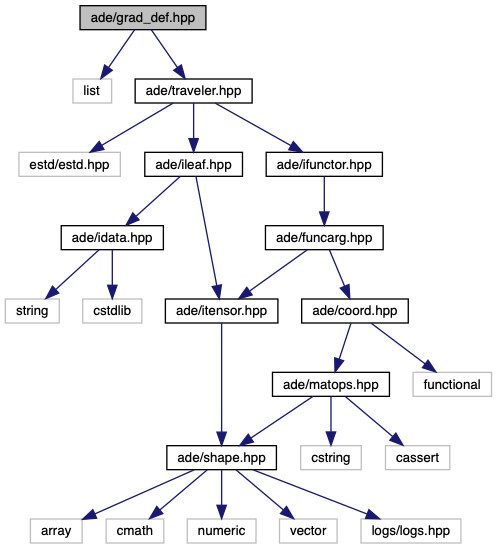 ade/grad_def.hpp
list
ade/traveler.hpp
estd/estd.hpp
ade/ileaf.hpp
ade/ifunctor.hpp
ade/idata.hpp
ade/funcarg.hpp
string
cstdlib
ade/itensor.hpp
ade/coord.hpp
ade/matops.hpp
functional
ade/shape.hpp
cstring
cassert
array
cmath
numeric
vector
logs/logs.hpp